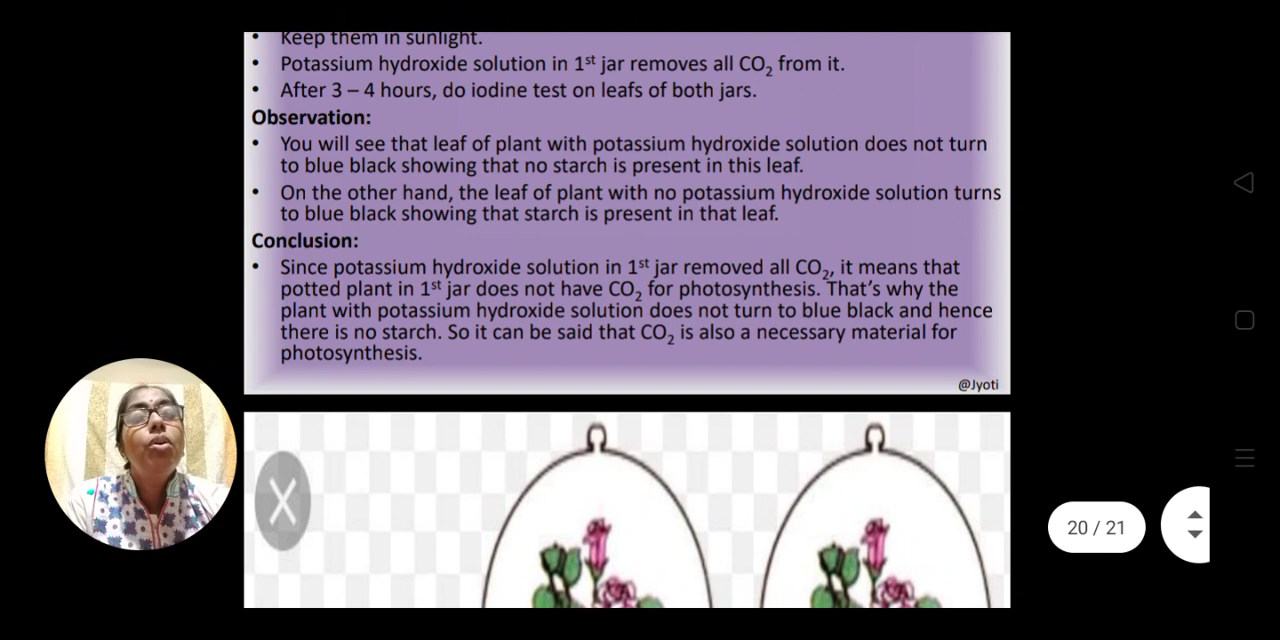 • Keep them in sunlight.
• Potassium hydroxide solution in 1st jar removes all CO₂ from it.
• After 3 – 4 hours, do iodine test on leafs of both jars.
Observation:
• You will see that leaf of plant with potassium hydroxide solution does not turn
to blue black showing that no starch is present in this leaf.
• On the other hand, the leaf of plant with no potassium hydroxide solution turns
to blue black showing that starch is present in that leaf.
Conclusion:
• Since potassium hydroxide solution in 1st jar removed all CO₂, it means that
potted plant in 1st jar does not have CO₂ for photosynthesis. That's why the
plant with potassium hydroxide solution does not turn to blue black and hence
there is no starch. So it can be said that CO₂ is also a necessary material for
photosynthesis.
@Jyoti
X
20 / 21